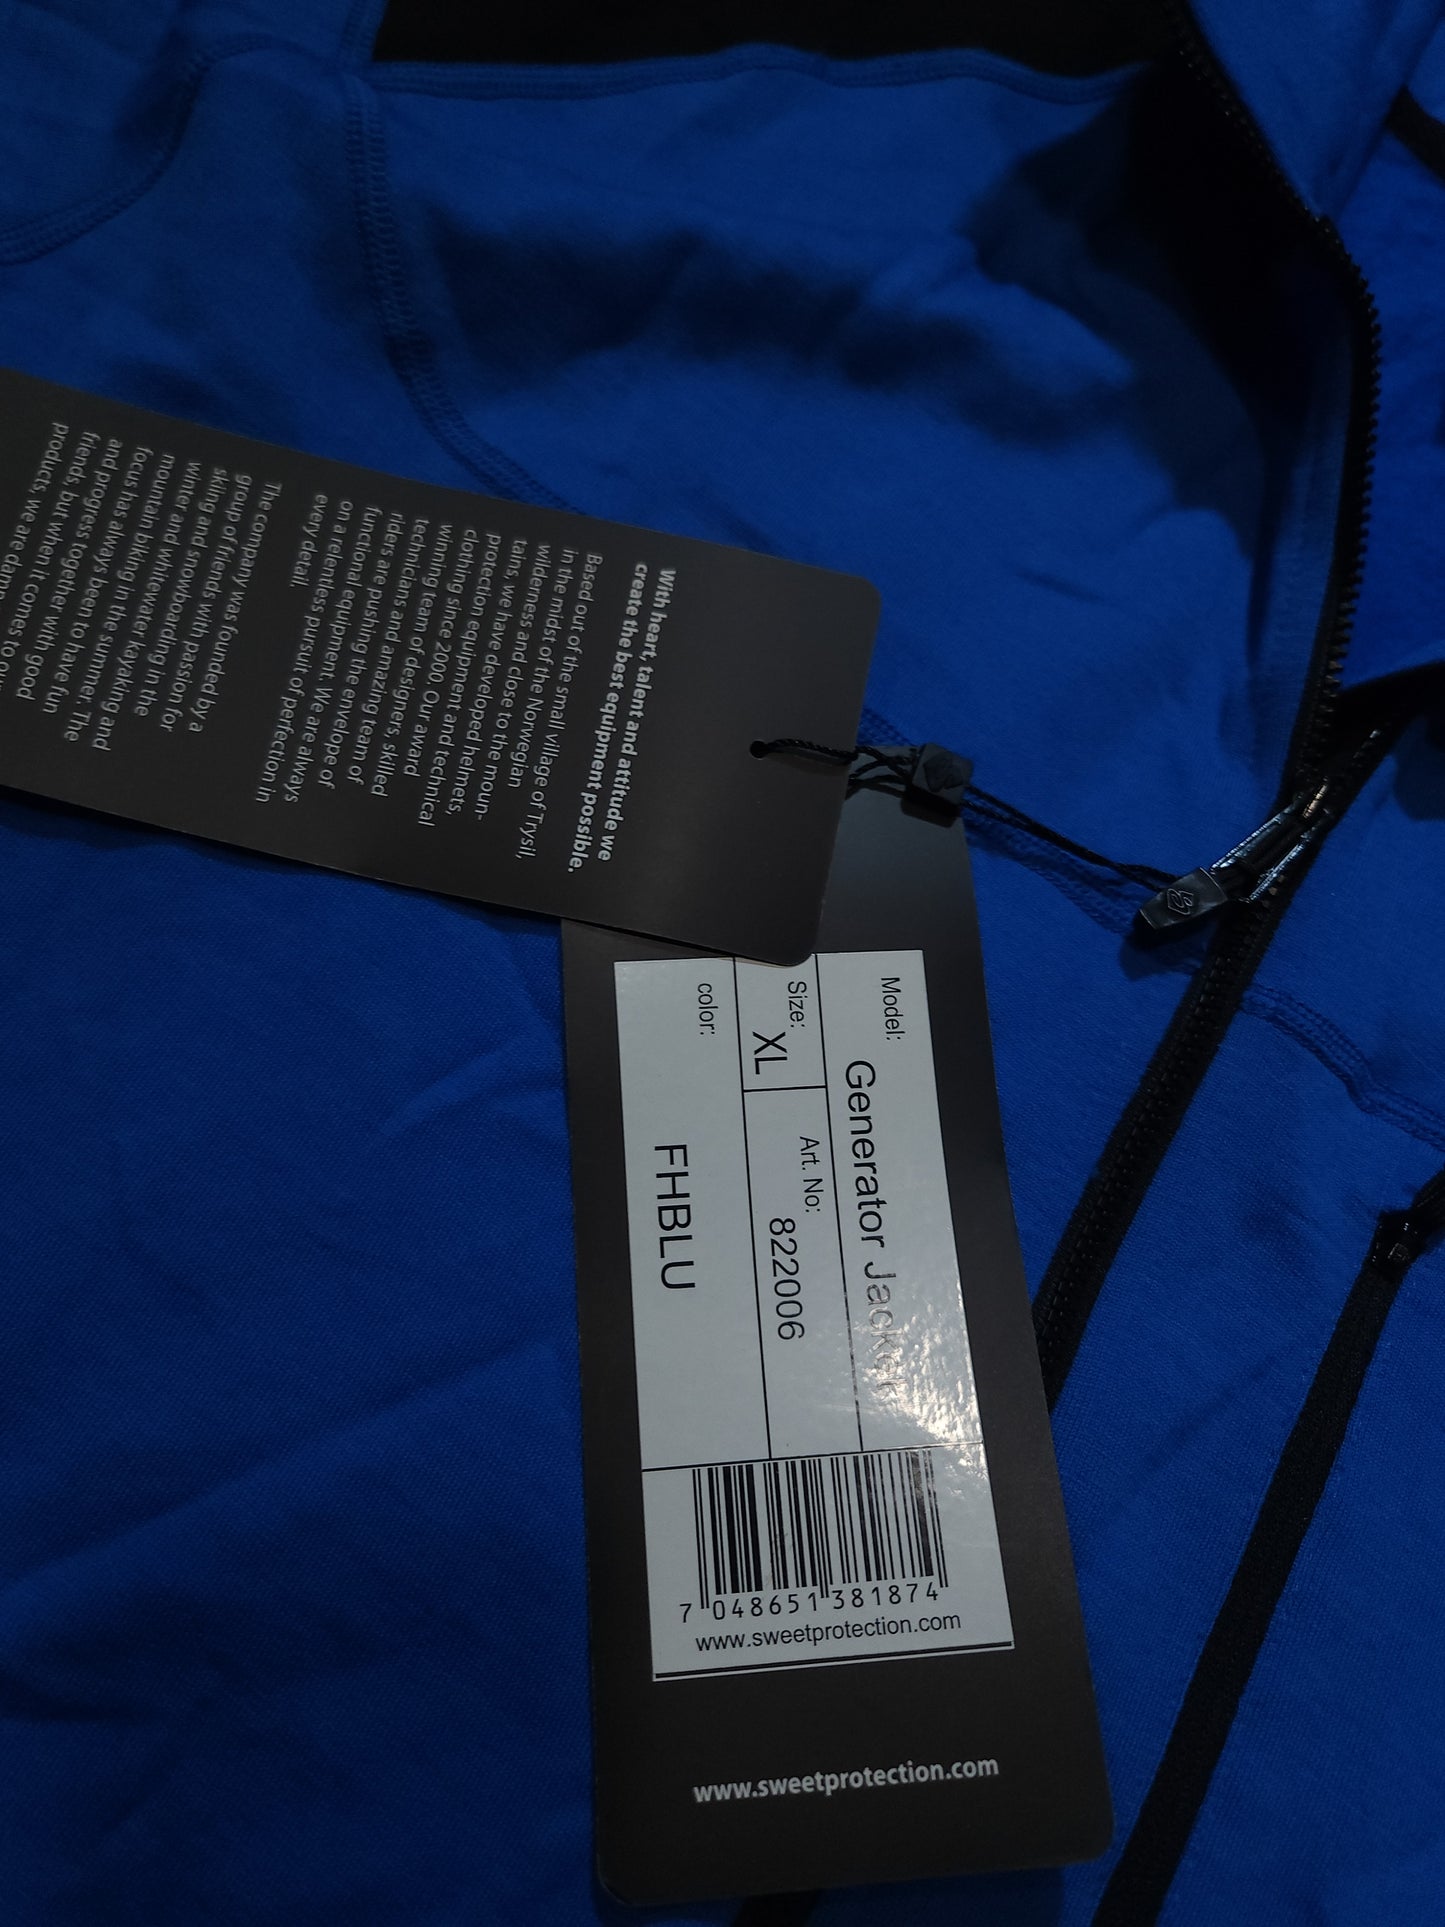 With heart, talent and attitude we
create the best equipment possible.
Based out of the small village of Trysil,
in the midst of the Norwegian
wilderness and close to the moun-
tains, we have developed helmets,
protection equipment and technical
clothing since 2000. Our award
winning team of designers, skilled
technicians and amazing team of
riders are pushing the envelope of
functional equipment. We are always
on a relentless pursuit of perfection in
every detail.
The company was founded by a
group of friends with passion for
skiing and snowboarding in the
winter and whitewater kayaking and
mountain biking in the summer. The
focus has always been to have fun
and progress together with good
friends, but when it comes to
products, we are
Model: Generator Jacket
Size: XL Art. No: 822006
color: FHBLU
7 048651 381874
www.sweetprotection.com
www.sweetprotection.com